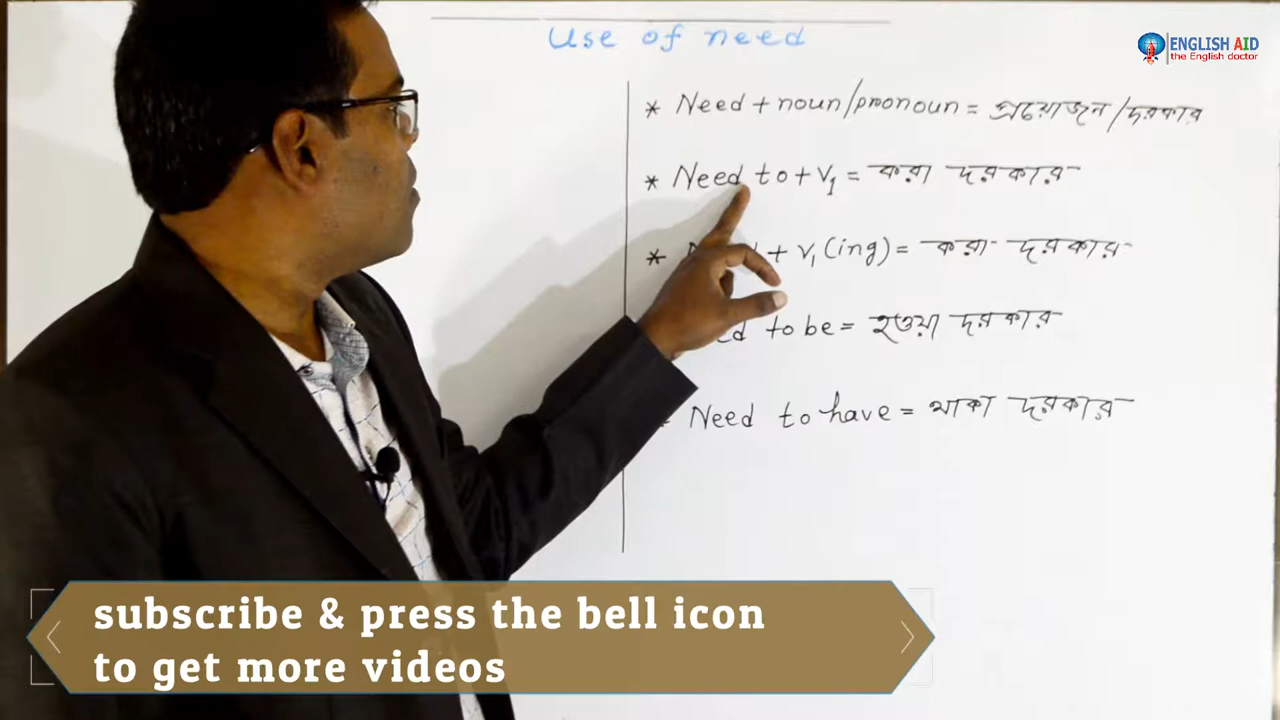 Use of need
ENGLISH AID
the English doctor
* Need + noun/pronoun = প্রয়োজন/দরকার
* Need to + V1 = করা দরকার
* + V1 (ing) = করা দরকার
to be = হওয়া দরকার
Need to have = থাকা দরকার
subscribe & press the bell icon
to get more videos